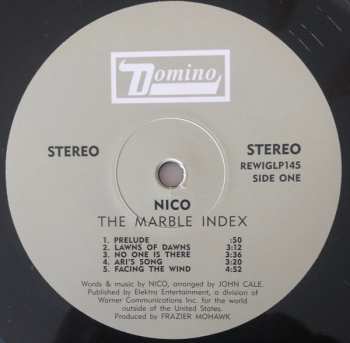 Domino
STEREO
STEREO
REWIGLP145
SIDE ONE
NICO
THE MARBLE INDEX
1. PRELUDE :50
2. LAWNS OF DAWNS 3:12
3. NO ONE IS THERE 3:36
4. ARI'S SONG 3:20
5. FACING THE WIND 4:52
Words & music by NICO, arranged by JOHN CALE.
Published by Elektra Entertainment, a division of
Warner Communications Inc. for the world
outside of the United States.
Produced by FRAZIER MOHAWK